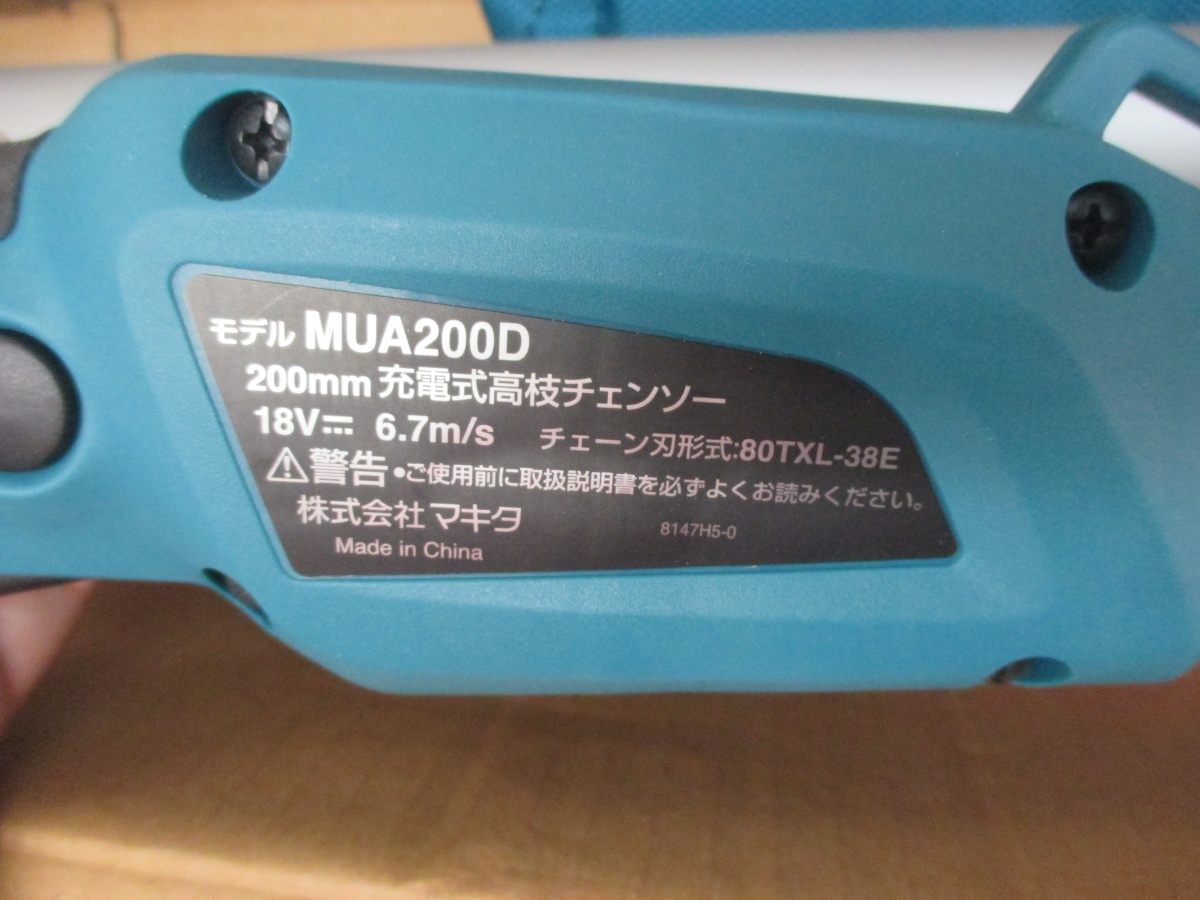 モデル MUA200D
200mm 充電式高枝チェンソー
18V⎓ 6.7m/s チェーン刃形式:80TXL-38E
⚠警告 •ご使用前に取扱説明書を必ずよくお読みください。
株式会社 マキタ 8147H5-0
Made in China